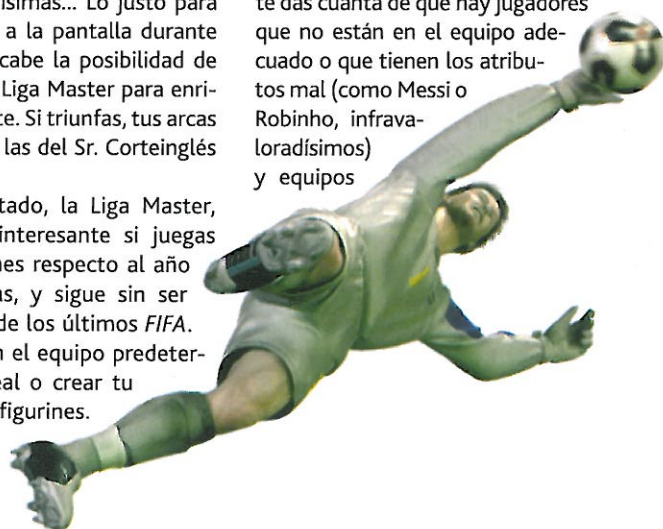 isimas... Lo justo para
a la pantalla durante
cabe la posibilidad de
Liga Master para enri-
te. Si triunfas, tus arcas
las del Sr. Corteinglés
tado, la Liga Master,
interesante si juegas
nes respecto al año
as, y sigue sin ser
de los últimos FIFA.
n el equipo predeter-
eal o crear tu
figurines.
te das cuanta de que hay jugadores
que no están en el equipo ade-
cuado o que tienen los atribu-
tos mal (como Messi o
Robinho, infrava-
loradísimos)
y equipos